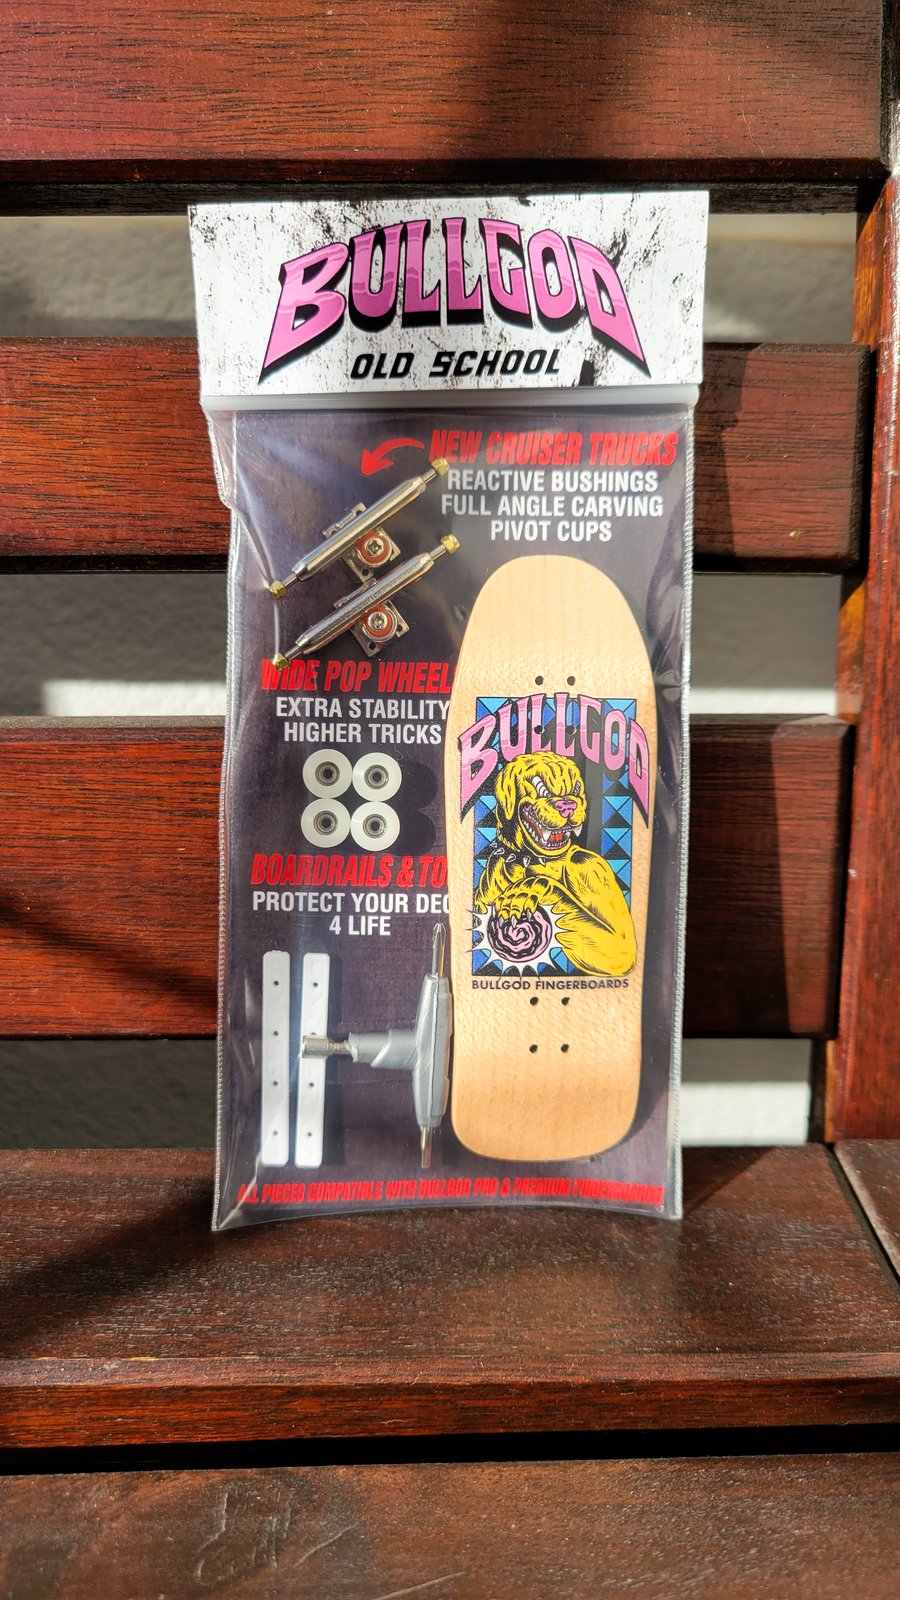 BULLGOD
OLD SCHOOL
NEW CRUISER TRUCKS
REACTIVE BUSHINGS
FULL ANGLE CARVING
PIVOT CUPS
WIDE POP WHEEL
EXTRA STABILITY
HIGHER TRICKS
BOARDRAILS & TO
PROTECT YOUR DEC
4 LIFE
BULLGOD
BULLGOD FINGERBOARDS
ALL PIECES COMPATIBLE WITH BULLGOD PRO & PREMIUM FINGERBOARDS